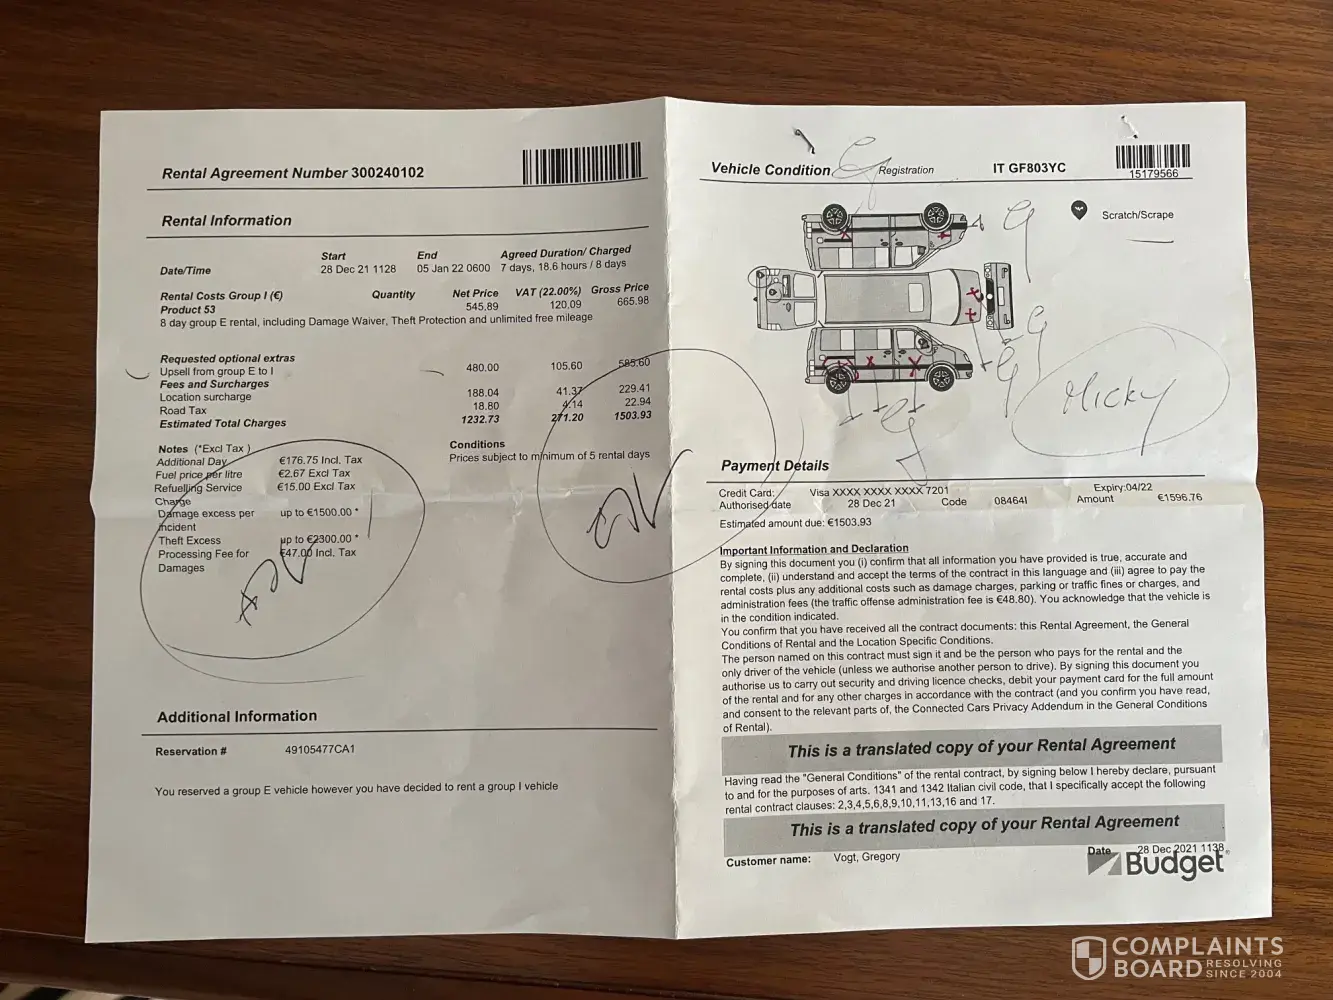 Rental Agreement Number 300240102
Rental Information
Start End Agreed Duration/ Charged
Date/Time 28 Dec 21 1128 05 Jan 22 0600 7 days, 18.6 hours / 8 days
Rental Costs Group I (€) Quantity Net Price VAT (22.00%) Gross Price
Product 53 545.89 120.09 665.98
8 day group E rental, including Damage Waiver, Theft Protection and unlimited free mileage
Requested optional extras
Upsell from group E to I 480.00 105.60 585.60
Fees and Surcharges
Location surcharge 188.04 41.37 229.41
Road Tax 18.80 4.14 22.94
Estimated Total Charges 1232.73 271.20 1503.93
Notes (*Excl Tax )
Additional Day €176.75 Incl. Tax
Fuel price per litre €2.67 Excl Tax
Refuelling Service €15.00 Excl Tax
Charge
Damage excess per up to €1500.00 *
incident
Theft Excess up to €2300.00 *
Processing Fee for €47.00 Incl. Tax
Damages
Conditions
Prices subject to minimum of 5 rental days
Additional Information
Reservation # 49105477CA1
You reserved a group E vehicle however you have decided to rent a group I vehicle
Vehicle Condition Registration IT GF803YC
15179566
Scratch/Scrape
Micky
Payment Details
Credit Card: Visa XXXX XXXX XXXX 7201 Expiry:04/22
Authorised date 28 Dec 21 Code 08464I Amount €1596.76
Estimated amount due: €1503.93
Important Information and Declaration
By signing this document you (i) confirm that all information you have provided is true, accurate and
complete, (ii) understand and accept the terms of the contract in this language and (iii) agree to pay the
rental costs plus any additional costs such as damage charges, parking or traffic fines or charges, and
administration fees (the traffic offense administration fee is €48.80). You acknowledge that the vehicle is
in the condition indicated.
You confirm that you have received all the contract documents: this Rental Agreement, the General
Conditions of Rental and the Location Specific Conditions.
The person named on this contract must sign it and be the person who pays for the rental and the
only driver of the vehicle (unless we authorise another person to drive). By signing this document you
authorise us to carry out security and driving licence checks, debit your payment card for the full amount
of the rental and for any other charges in accordance with the contract (and you confirm you have read,
and consent to the relevant parts of, the Connected Cars Privacy Addendum in the General Conditions
of Rental).
This is a translated copy of your Rental Agreement
Having read the "General Conditions" of the rental contract, by signing below I hereby declare, pursuant
to and for the purposes of arts. 1341 and 1342 Italian civil code, that I specifically accept the following
rental contract clauses: 2,3,4,5,6,8,9,10,11,13,16 and 17.
This is a translated copy of your Rental Agreement
Customer name: Vogt, Gregory Date 28 Dec 2021 1138
Budget
COMPLAINTS
BOARD RESOLVING SINCE 2004